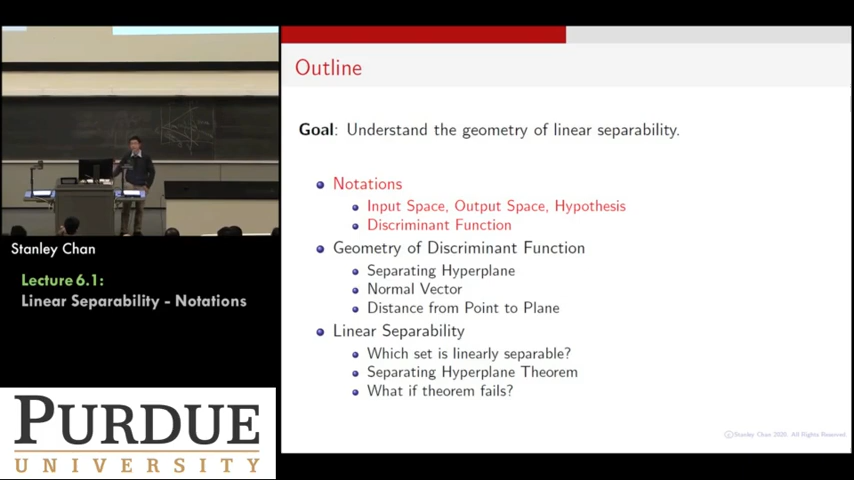 Outline
Goal: Understand the geometry of linear separability.
Notations
Input Space, Output Space, Hypothesis
Discriminant Function
Geometry of Discriminant Function
Separating Hyperplane
Normal Vector
Distance from Point to Plane
Linear Separability
Which set is linearly separable?
Separating Hyperplane Theorem
What if theorem fails?
©Stanley Chan 2020. All Rights Reserved.
Stanley Chan
Lecture 6.1:
Linear Separability - Notations
PURDUE
UNIVERSITY